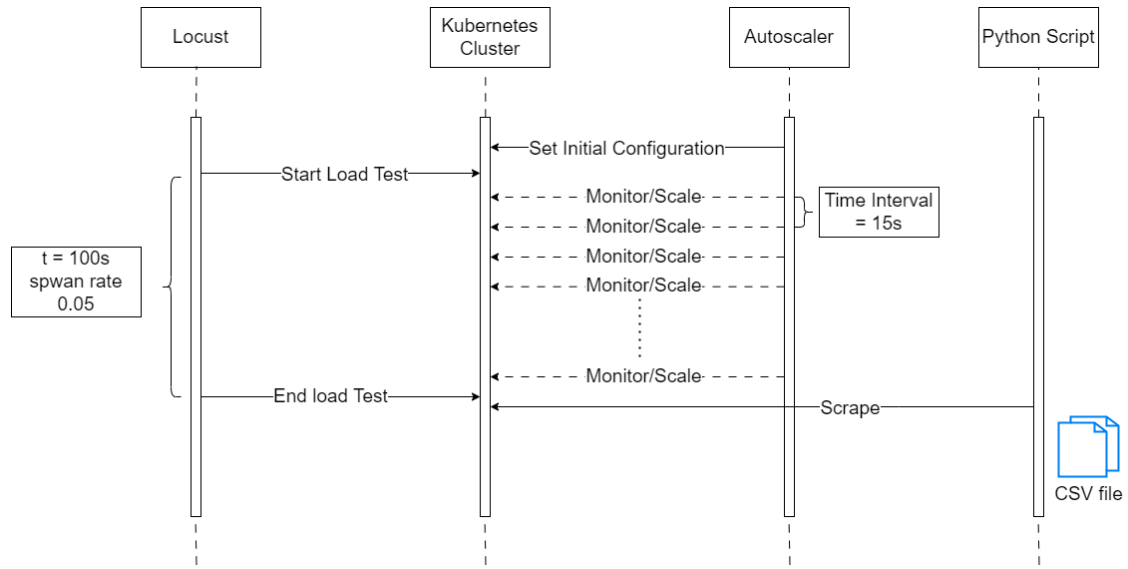 Locust
Kubernetes
Cluster
Autoscaler
Python Script
Set Initial Configuration
Start Load Test
Monitor/Scale
Time Interval
= 15s
Monitor/Scale
t = 100s
spwan rate
0.05
Monitor/Scale
Monitor/Scale
Monitor/Scale
End load Test
Scrape
CSV file